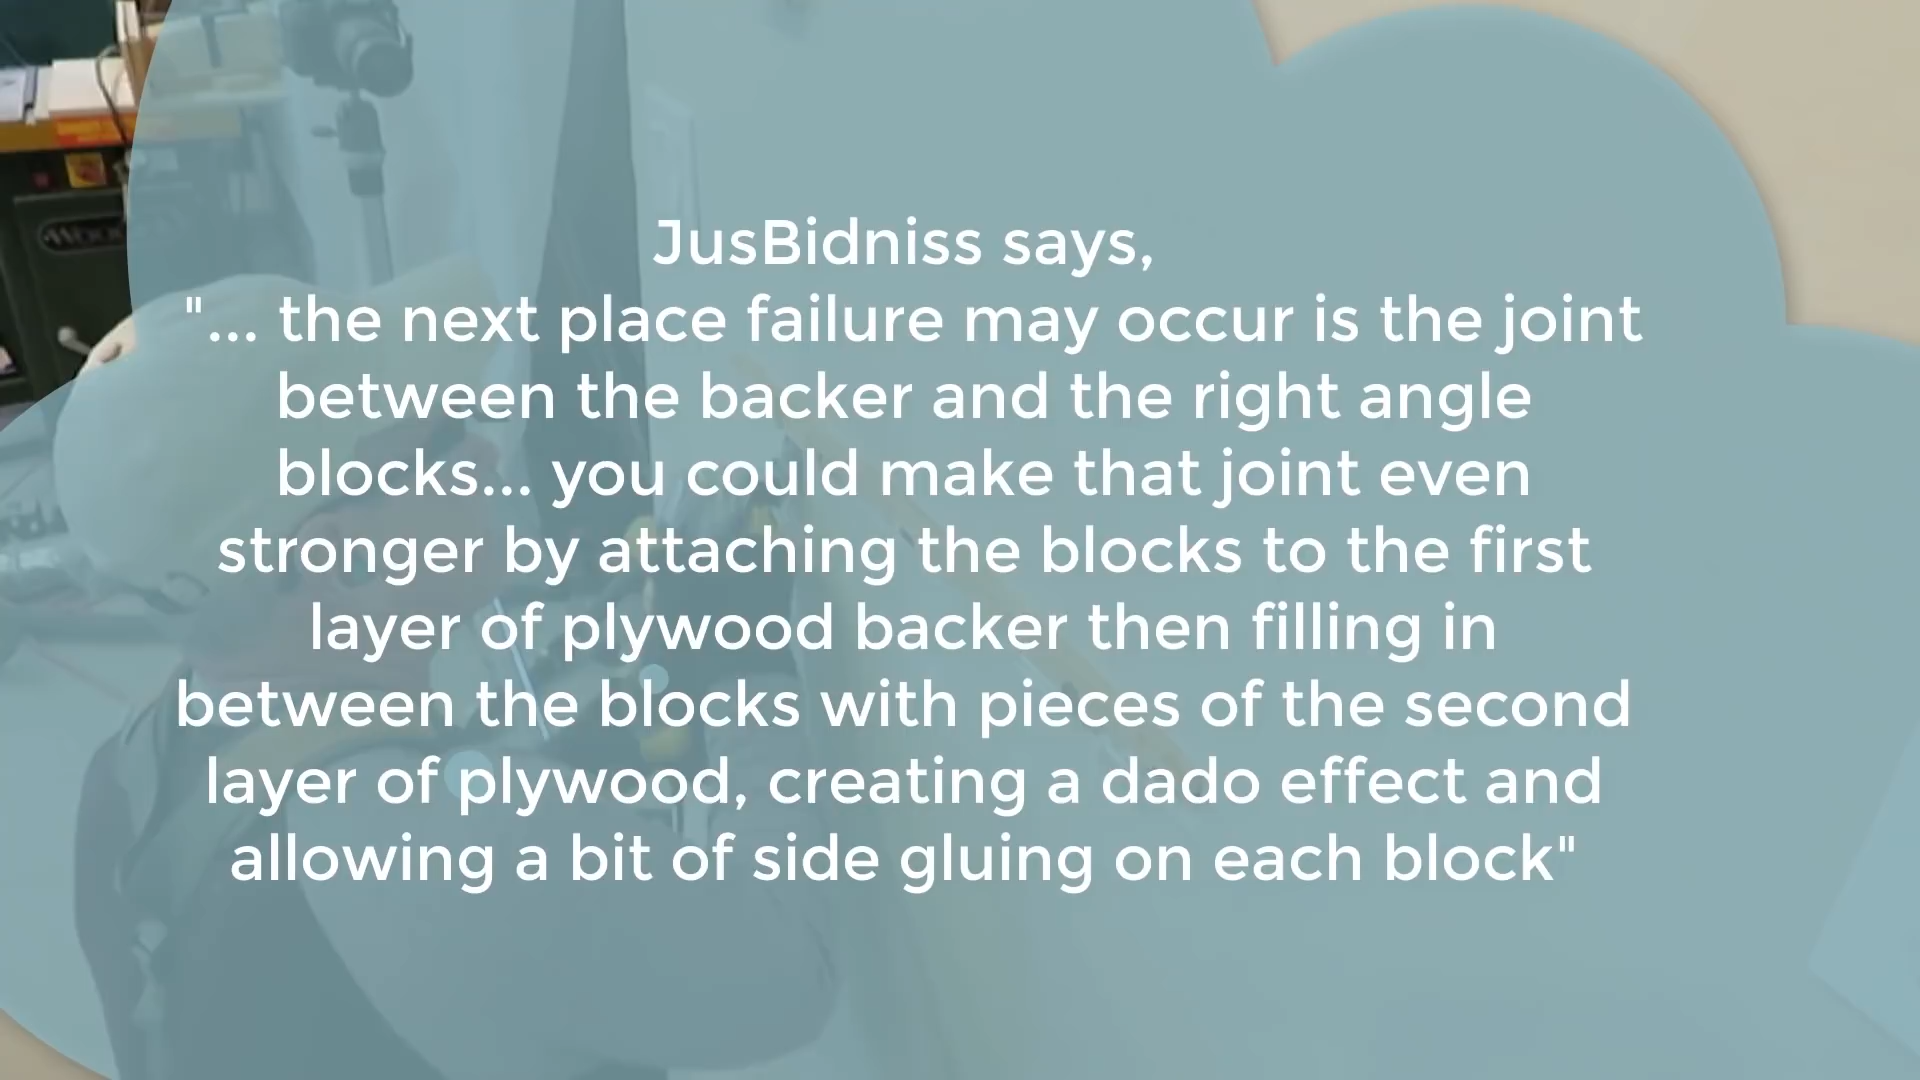 JusBidniss says,
"... the next place failure may occur is the joint
between the backer and the right angle
blocks... you could make that joint even
stronger by attaching the blocks to the first
layer of plywood backer then filling in
between the blocks with pieces of the second
layer of plywood, creating a dado effect and
allowing a bit of side gluing on each block"